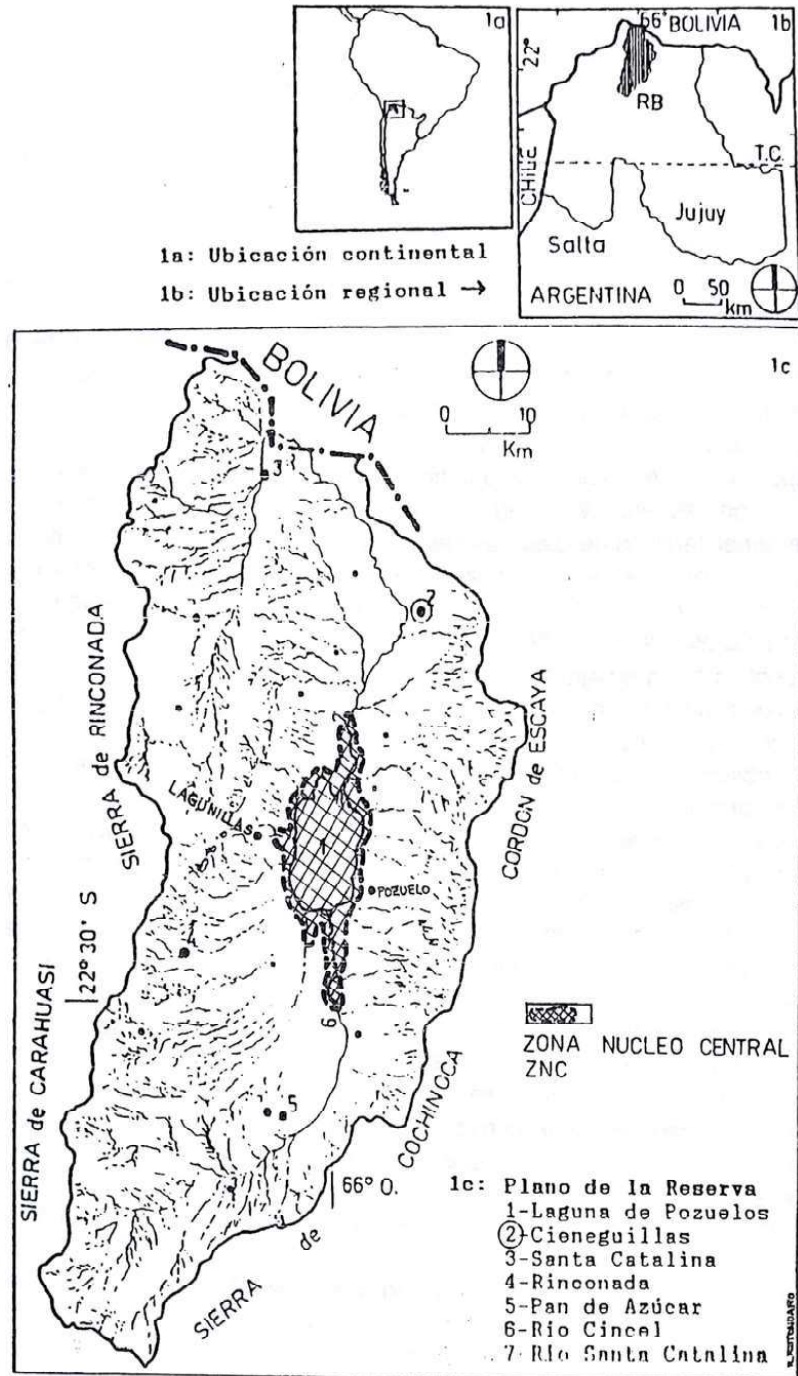 1a
66° BOLIVIA 1b
22°
RB
CHILE
T.C.
Jujuy
Salta
ARGENTINA 0 50
km
1a: Ubicación continental
1b: Ubicación regional →
1c
BOLIVIA
0 10
Km
3
2
SIERRA de RINCONADA
CORDON de ESCAYA
LAGUNILLAS
1
POZUELO
4
22° 30' S
6
ZONA NUCLEO CENTRAL
ZNC
SIERRA de CARAHUASI
5
COCHINOCA
66° O.
SIERRA de
1c: Plano de la Reserva
1-Laguna de Pozuelos
2-Cieneguillas
3-Santa Catalina
4-Rinconada
5-Pan de Azúcar
6-Río Cincel
7-Río Santa Catalina